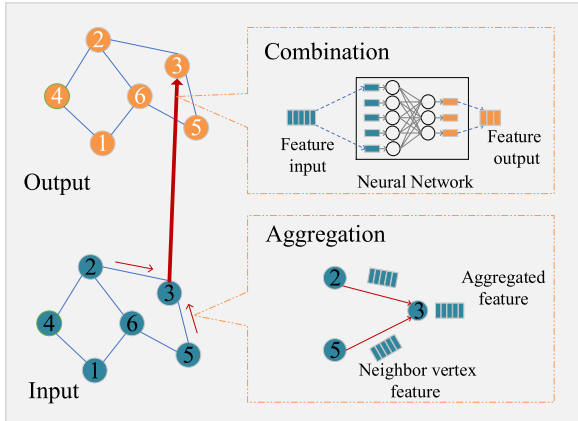 2
3
4
6
5
1
Output
Combination
Feature
input
Neural Network
Feature
output
2
3
4
6
5
1
Input
Aggregation
2
3
5
Aggregated
feature
Neighbor vertex
feature